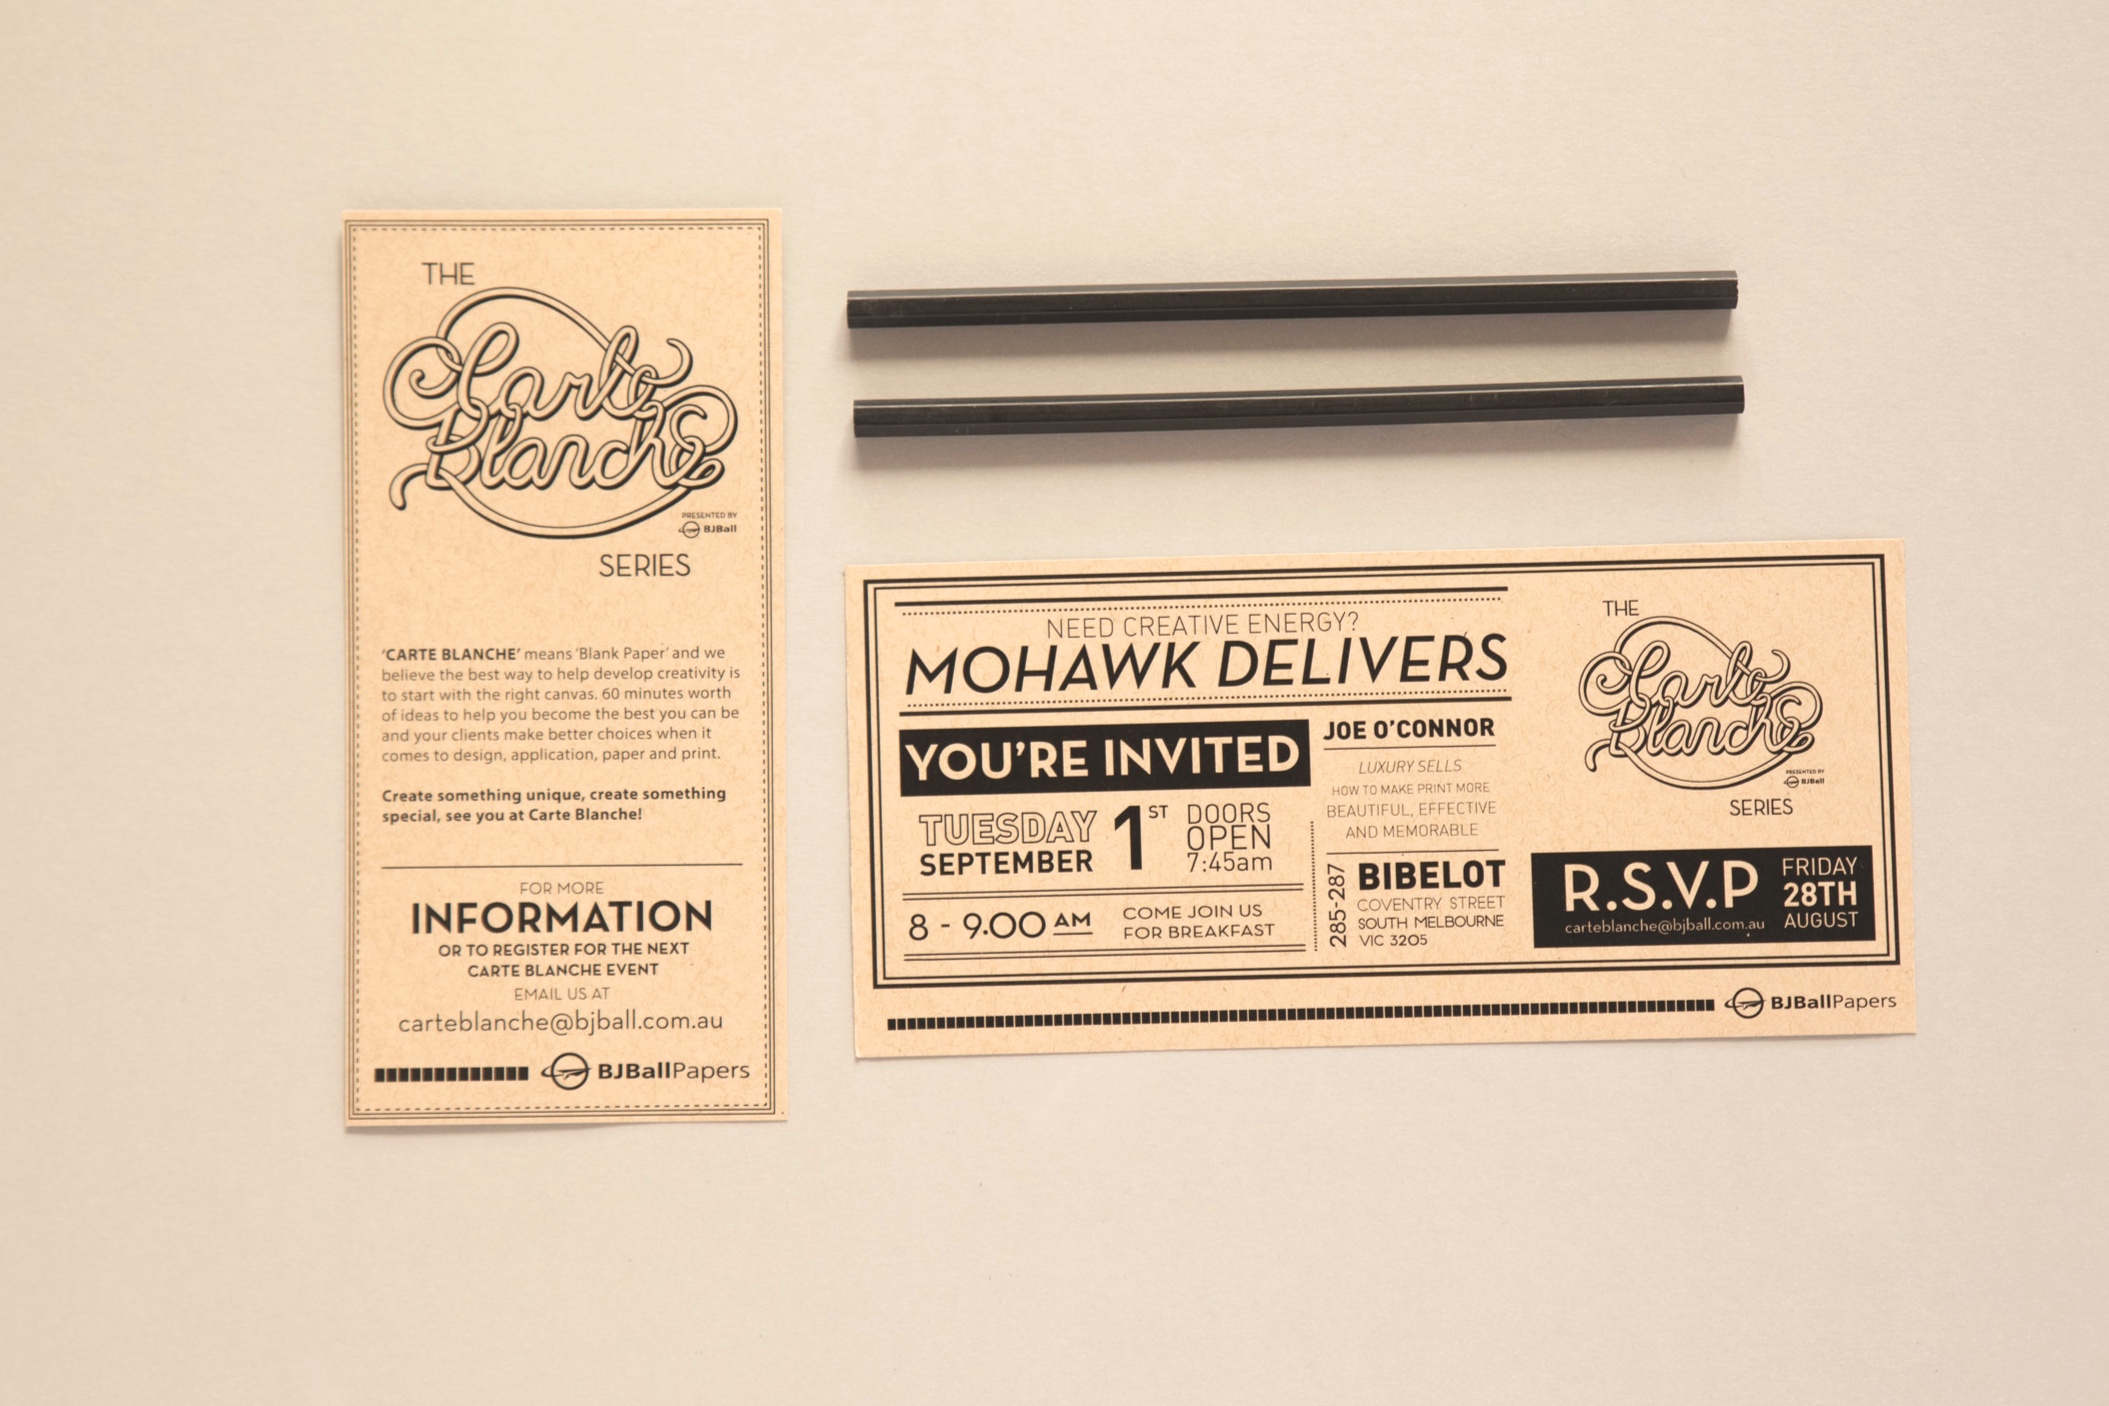 THE
Carte
Blanche
PRESENTED BY
BJBall
SERIES
'CARTE BLANCHE' means 'Blank Paper' and we
believe the best way to help develop creativity is
to start with the right canvas. 60 minutes worth
of ideas to help you become the best you can be
and your clients make better choices when it
comes to design, application, paper and print.
Create something unique, create something
special, see you at Carte Blanche!
FOR MORE
INFORMATION
OR TO REGISTER FOR THE NEXT
CARTE BLANCHE EVENT
EMAIL US AT
carteblanche@bjball.com.au
BJBallPapers
NEED CREATIVE ENERGY?
MOHAWK DELIVERS
YOU'RE INVITED
TUESDAY
SEPTEMBER
1ST
DOORS
OPEN
7:45am
8 - 9.00 AM
COME JOIN US
FOR BREAKFAST
JOE O'CONNOR
LUXURY SELLS
HOW TO MAKE PRINT MORE
BEAUTIFUL, EFFECTIVE
AND MEMORABLE
285-287
BIBELOT
COVENTRY STREET
SOUTH MELBOURNE
VIC 3205
THE
Carte
Blanche
PRESENTED BY
BJBall
SERIES
R.S.V.P
carteblanche@bjball.com.au
FRIDAY
28TH
AUGUST
BJBallPapers